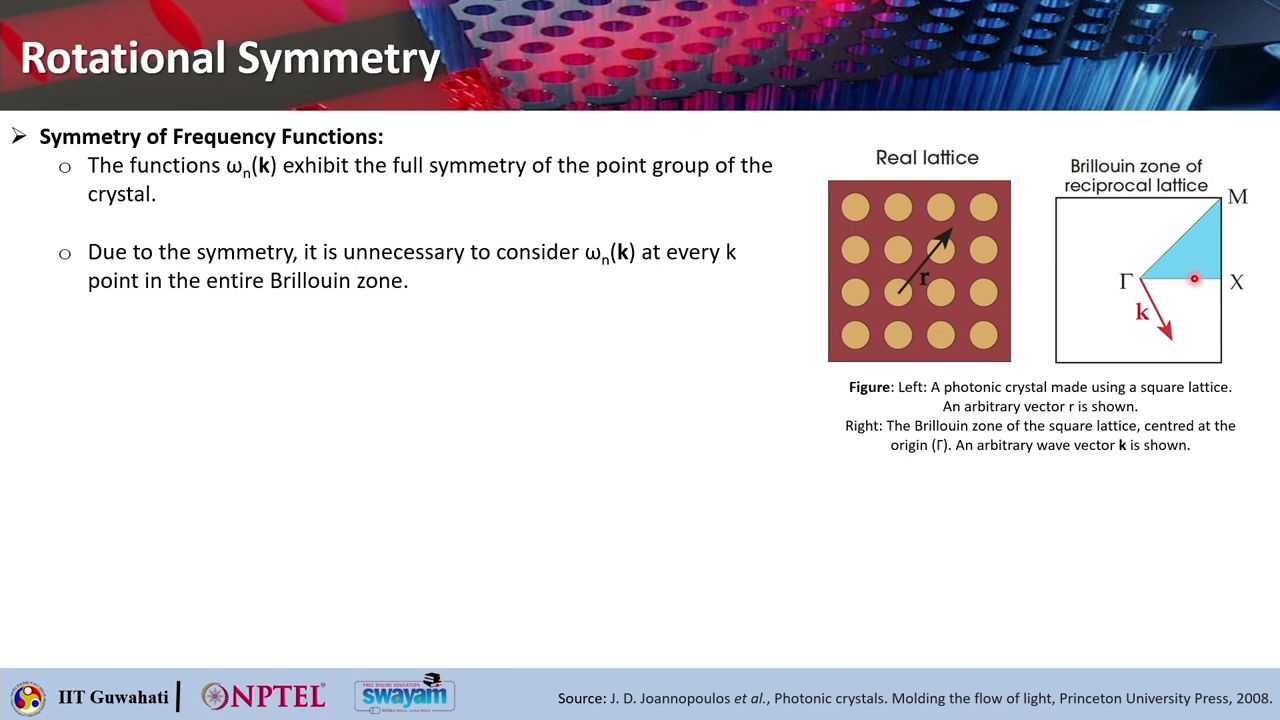 Rotational Symmetry
➢ Symmetry of Frequency Functions:
o The functions ωn(k) exhibit the full symmetry of the point group of the
crystal.
o Due to the symmetry, it is unnecessary to consider ωn(k) at every k
point in the entire Brillouin zone.
Real lattice
r
Brillouin zone of
reciprocal lattice
M
Γ
X
k
Figure: Left: A photonic crystal made using a square lattice.
An arbitrary vector r is shown.
Right: The Brillouin zone of the square lattice, centred at the
origin (Γ). An arbitrary wave vector k is shown.
IIT Guwahati
NPTEL
FREE ONLINE EDUCATION
swayam
Source: J. D. Joannopoulos et al., Photonic crystals. Molding the flow of light, Princeton University Press, 2008.